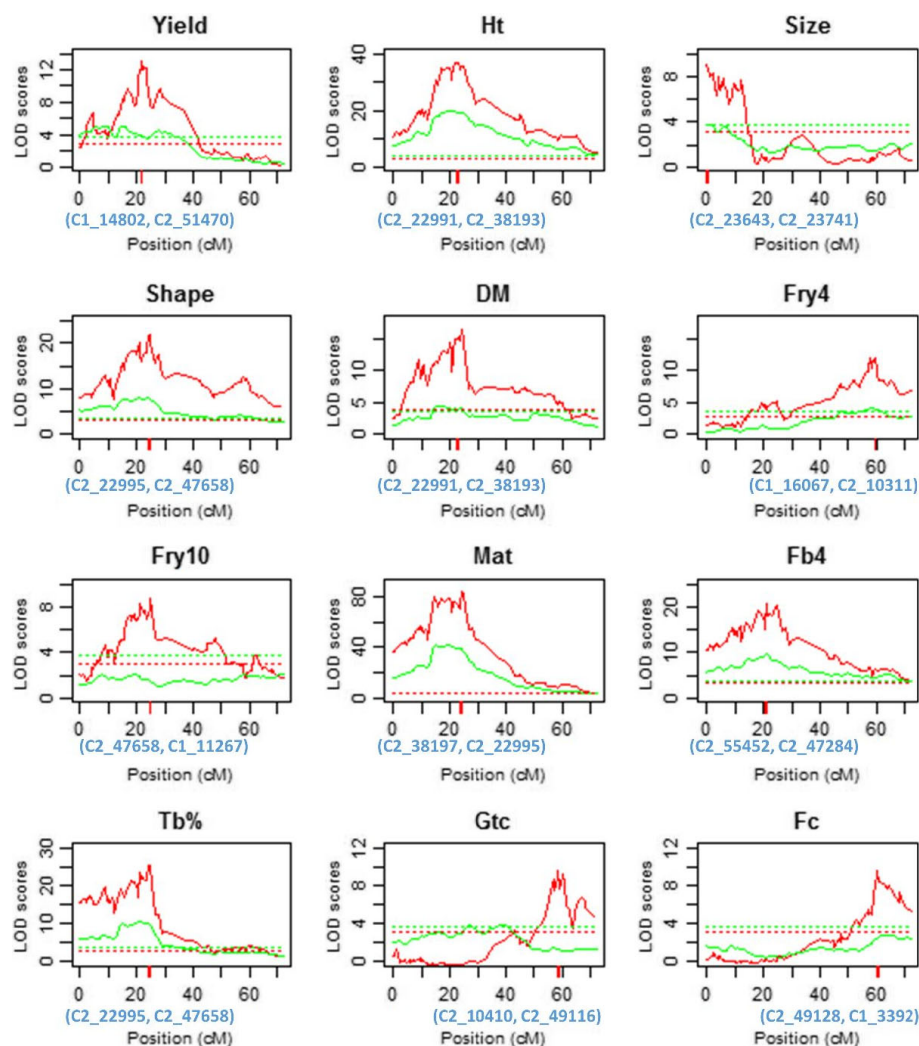 Yield
LOD scores
12
8
4
0
0 20 40 60
(C1_14802, C2_51470)
Position (cM)
Ht
LOD scores
40
20
0
0 20 40 60
(C2_22991, C2_38193)
Position (cM)
Size
LOD scores
8
4
0
0 20 40 60
(C2_23643, C2_23741)
Position (cM)
Shape
LOD scores
20
10
0
0 20 40 60
(C2_22995, C2_47658)
Position (cM)
DM
LOD scores
10
5
0
0 20 40 60
(C2_22991, C2_38193)
Position (cM)
Fry4
LOD scores
10
5
0
0 20 40 60
(C1_16067, C2_10311)
Position (cM)
Fry10
LOD scores
8
4
0
0 20 40 60
(C2_47658, C1_11267)
Position (cM)
Mat
LOD scores
80
40
0
0 20 40 60
(C2_38197, C2_22995)
Position (cM)
Fb4
LOD scores
20
10
0
0 20 40 60
(C2_55452, C2_47284)
Position (cM)
Tb%
LOD scores
30
20
10
0
0 20 40 60
(C2_22995, C2_47658)
Position (cM)
Gtc
LOD scores
12
8
4
0
0 20 40 60
(C2_10410, C2_49116)
Position (cM)
Fc
LOD scores
12
8
4
0
0 20 40 60
(C2_49128, C1_3392)
Position (cM)